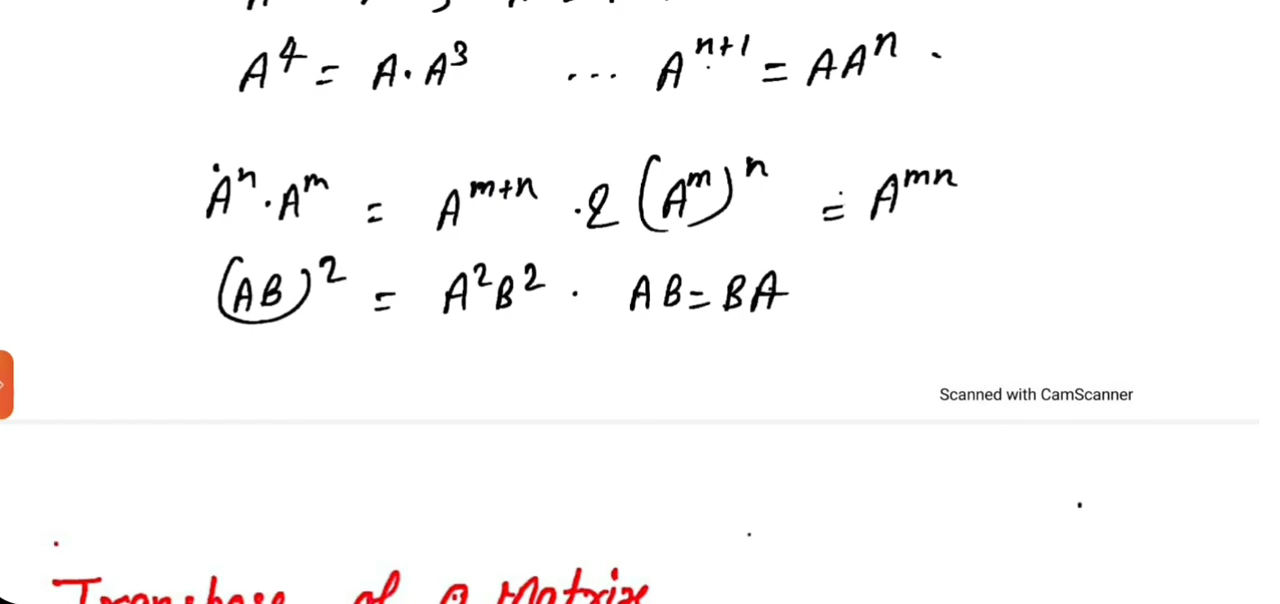 A⁴ = A · A³ ... Aⁿ⁺¹ = AAⁿ .
Aⁿ · Aᵐ = Aᵐ⁺ⁿ . & (Aᵐ)ⁿ = Aᵐⁿ
(AB)² = A²B² . AB = BA
Scanned with CamScanner
Transpose of a Matrix